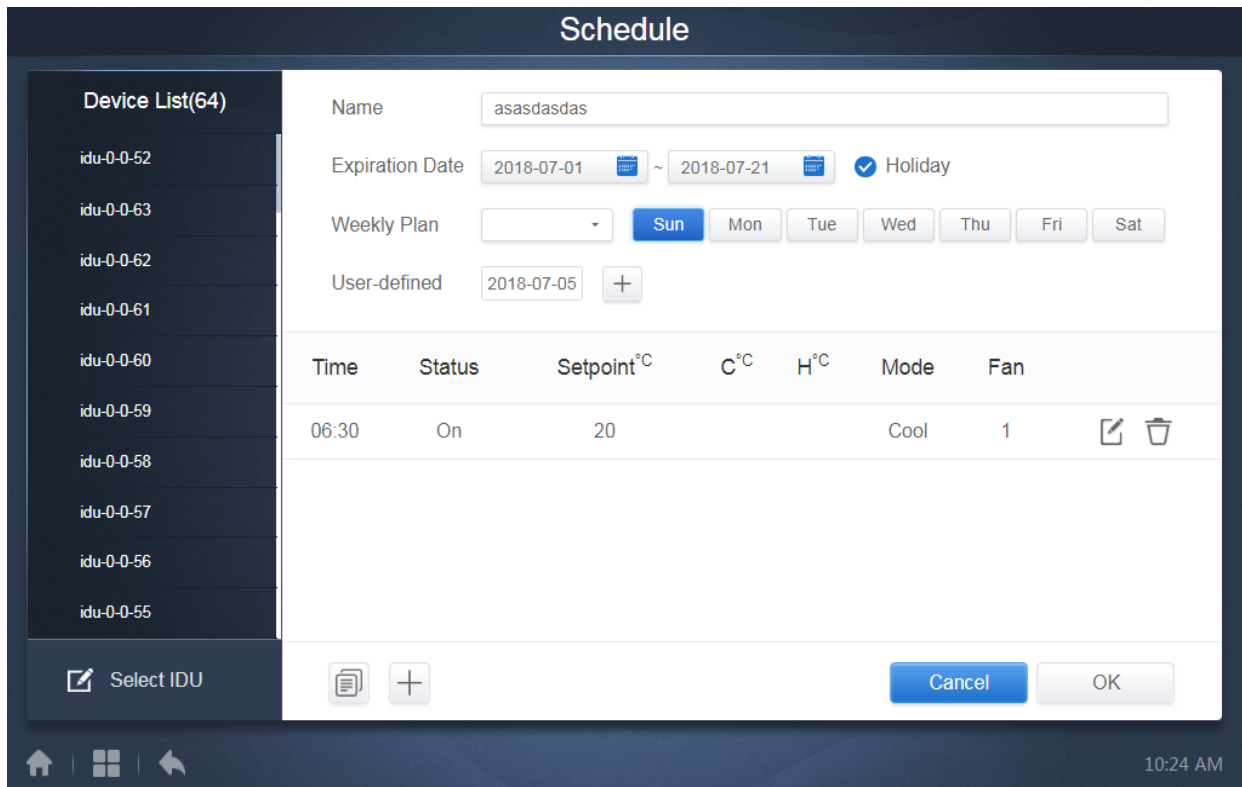 Schedule
Device List(64)
idu-0-0-52
idu-0-0-63
idu-0-0-62
idu-0-0-61
idu-0-0-60
idu-0-0-59
idu-0-0-58
idu-0-0-57
idu-0-0-56
idu-0-0-55
Select IDU
Name asasdasdas
Expiration Date 2018-07-01 ~ 2018-07-21 Holiday
Weekly Plan Sun Mon Tue Wed Thu Fri Sat
User-defined 2018-07-05 +
Time Status Setpoint°C C°C H°C Mode Fan
06:30 On 20 Cool 1
+ Cancel OK
10:24 AM